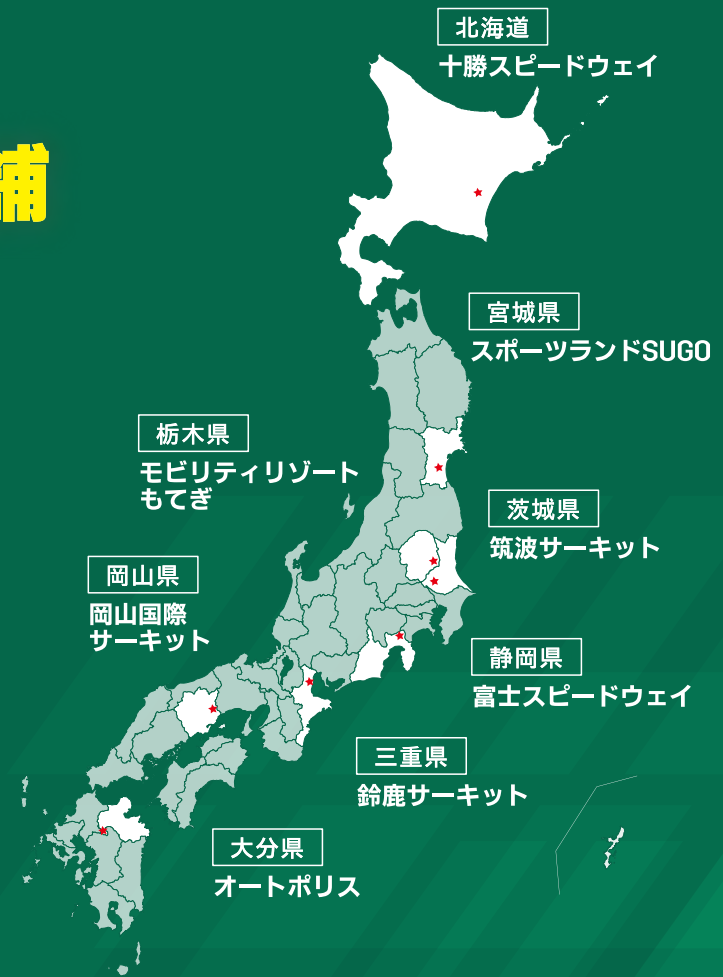 北海道
十勝スピードウェイ
捕
宮城県
スポーツランドSUGO
栃木県
モビリティリゾート
もてぎ
茨城県
筑波サーキット
岡山県
岡山国際
サーキット
静岡県
富士スピードウェイ
三重県
鈴鹿サーキット
大分県
オートポリス